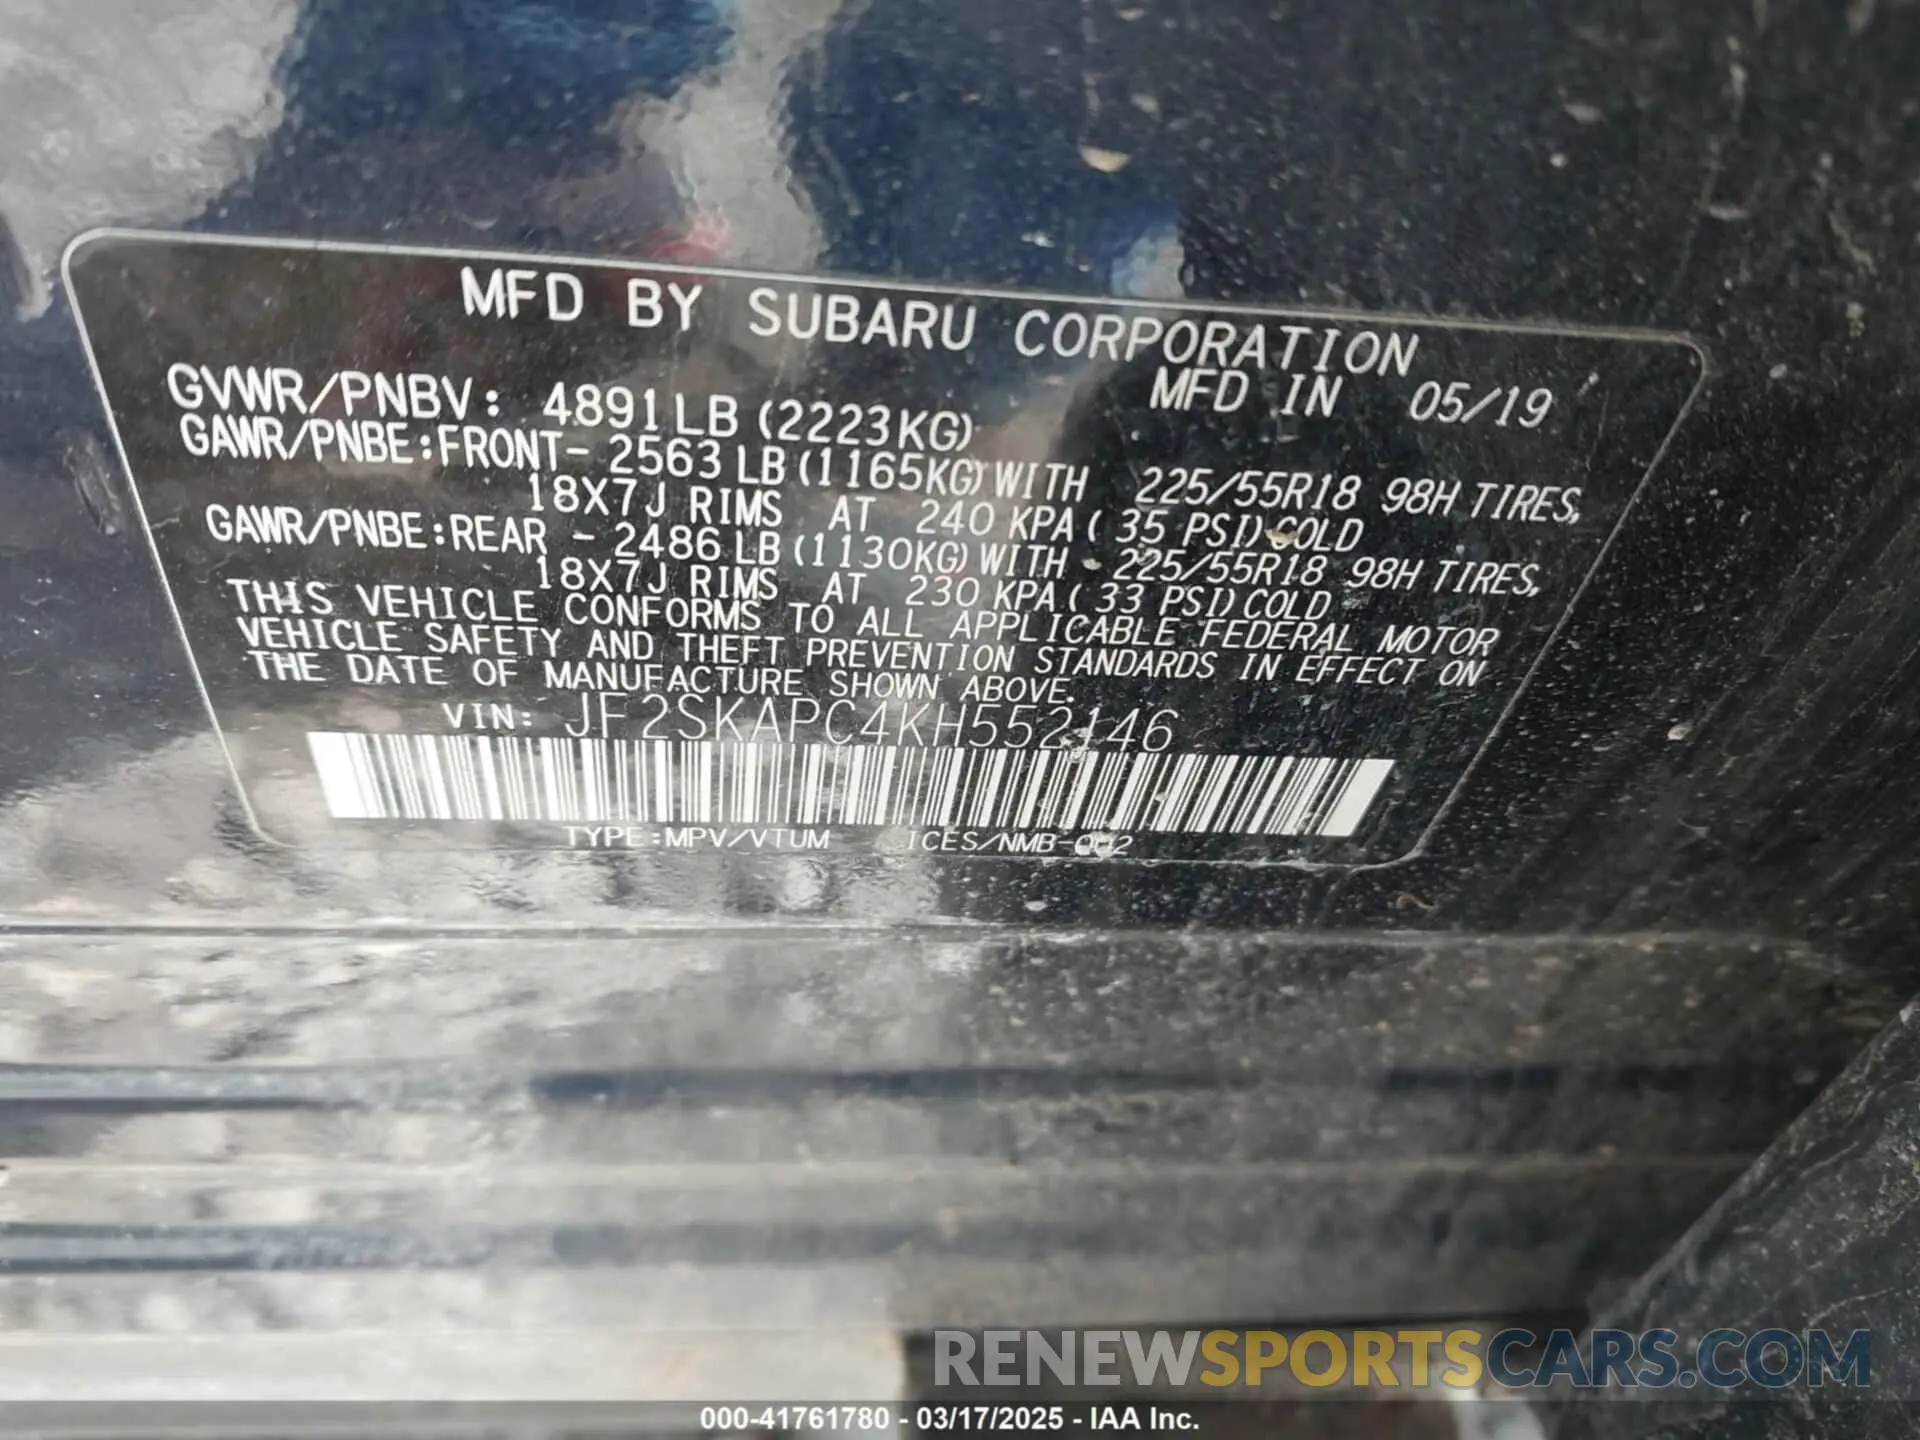 MFD BY SUBARU CORPORATION
GVWR/PNBV: 4891LB (2223KG) MFD IN 05/19
GAWR/PNBE:FRONT- 2563 LB (1165KG) WITH 225/55R18 98H TIRES,
18X7J RIMS AT 240 KPA ( 35 PSI) COLD
GAWR/PNBE:REAR - 2486 LB (1130KG) WITH 225/55R18 98H TIRES,
18X7J RIMS AT 230 KPA ( 33 PSI) COLD
THIS VEHICLE CONFORMS TO ALL APPLICABLE FEDERAL MOTOR
VEHICLE SAFETY AND THEFT PREVENTION STANDARDS IN EFFECT ON
THE DATE OF MANUFACTURE SHOWN ABOVE.
VIN: JF2SKAPC4KH552146
TYPE:MPV/VTUM ICES/NMB-002
RENEWSPORTSCARS.COM
000-41761780 - 03/17/2025 - IAA Inc.